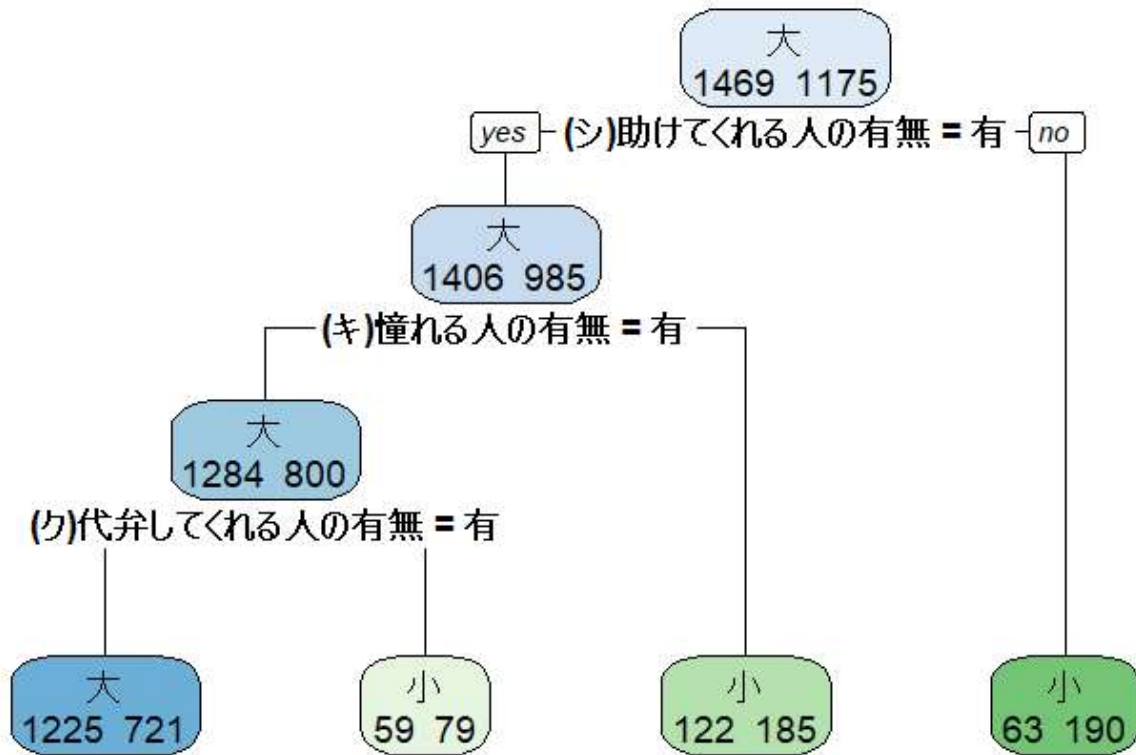 大
1469 1175
yes (シ)助けてくれる人の有無 = 有 no
大
1406 985
(キ)憧れる人の有無 = 有
大
1284 800
(ク)代弁してくれる人の有無 = 有
大
1225 721
小
59 79
小
122 185
小
63 190